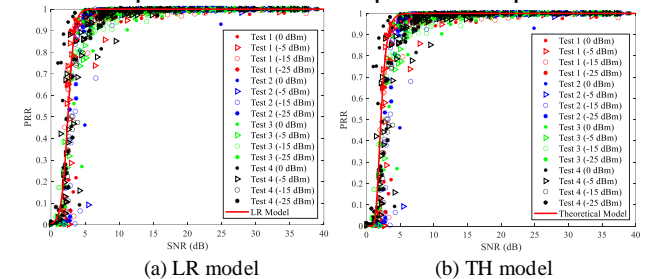 1
0.9
0.8
0.7
0.6
0.5
0.4
0.3
0.2
0.1
0
PRR
0 5 10 15 20 25 30 35 40
SNR (dB)
Test 1 (0 dBm)
Test 1 (-5 dBm)
Test 1 (-15 dBm)
Test 1 (-25 dBm)
Test 2 (0 dBm)
Test 2 (-5 dBm)
Test 2 (-15 dBm)
Test 2 (-25 dBm)
Test 3 (0 dBm)
Test 3 (-5 dBm)
Test 3 (-15 dBm)
Test 3 (-25 dBm)
Test 4 (0 dBm)
Test 4 (-5 dBm)
Test 4 (-15 dBm)
Test 4 (-25 dBm)
LR Model
(a) LR model
1
0.9
0.8
0.7
0.6
0.5
0.4
0.3
0.2
0.1
0
PRR
0 5 10 15 20 25 30 35 40
SNR (dB)
Test 1 (0 dBm)
Test 1 (-5 dBm)
Test 1 (-15 dBm)
Test 1 (-25 dBm)
Test 2 (0 dBm)
Test 2 (-5 dBm)
Test 2 (-15 dBm)
Test 2 (-25 dBm)
Test 3 (0 dBm)
Test 3 (-5 dBm)
Test 3 (-15 dBm)
Test 3 (-25 dBm)
Test 4 (0 dBm)
Test 4 (-5 dBm)
Test 4 (-15 dBm)
Test 4 (-25 dBm)
Theoretical Model
(b) TH model